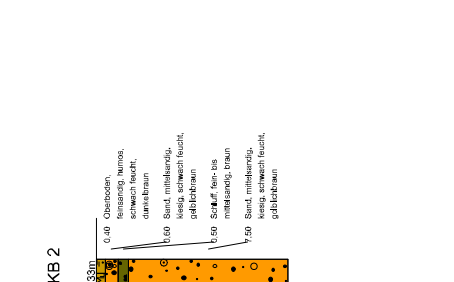 KB 2
33m
0.40 Oberboden,
feinsandig, humos,
schwach feucht,
dunkelbraun
0.60 Sand, mittelsandig,
kiesig, schwach feucht,
gelblichbraun
0.50 Schluff, fein- bis
mittelsandig, braun
7.50 Sand, mittelsandig,
kiesig, schwach feucht,
gelblichbraun